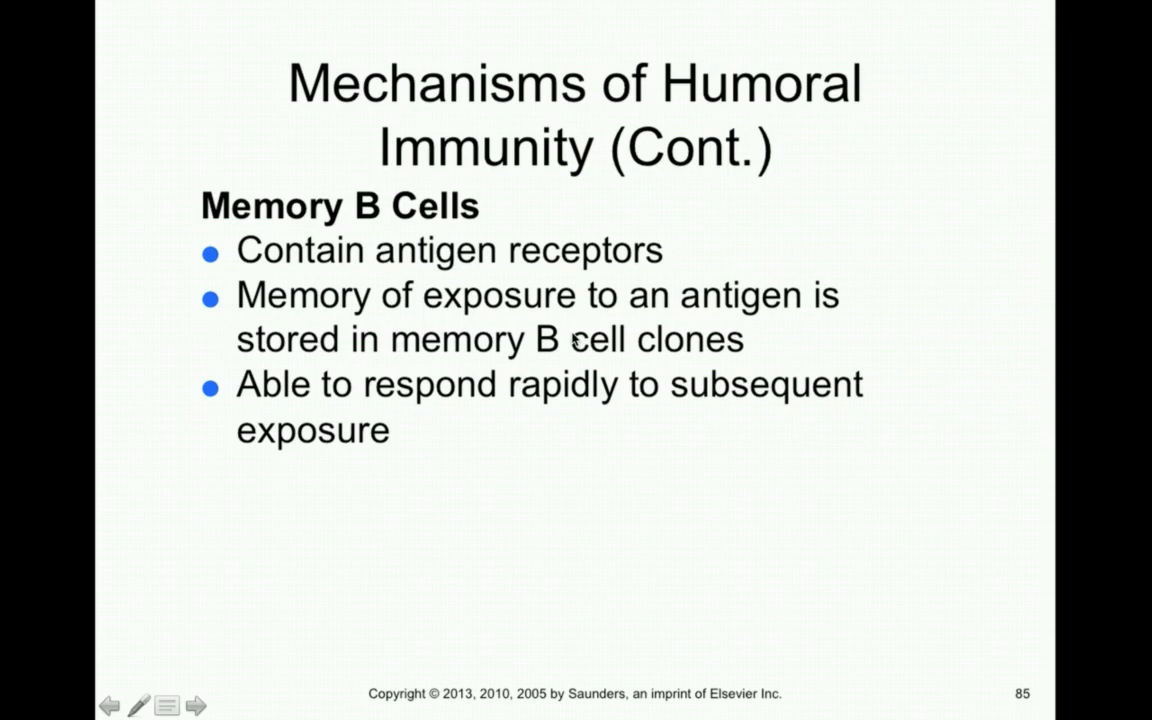 Mechanisms of Humoral
Immunity (Cont.)
Memory B Cells
Contain antigen receptors
Memory of exposure to an antigen is
stored in memory B cell clones
Able to respond rapidly to subsequent
exposure
Copyright © 2013, 2010, 2005 by Saunders, an imprint of Elsevier Inc.
85